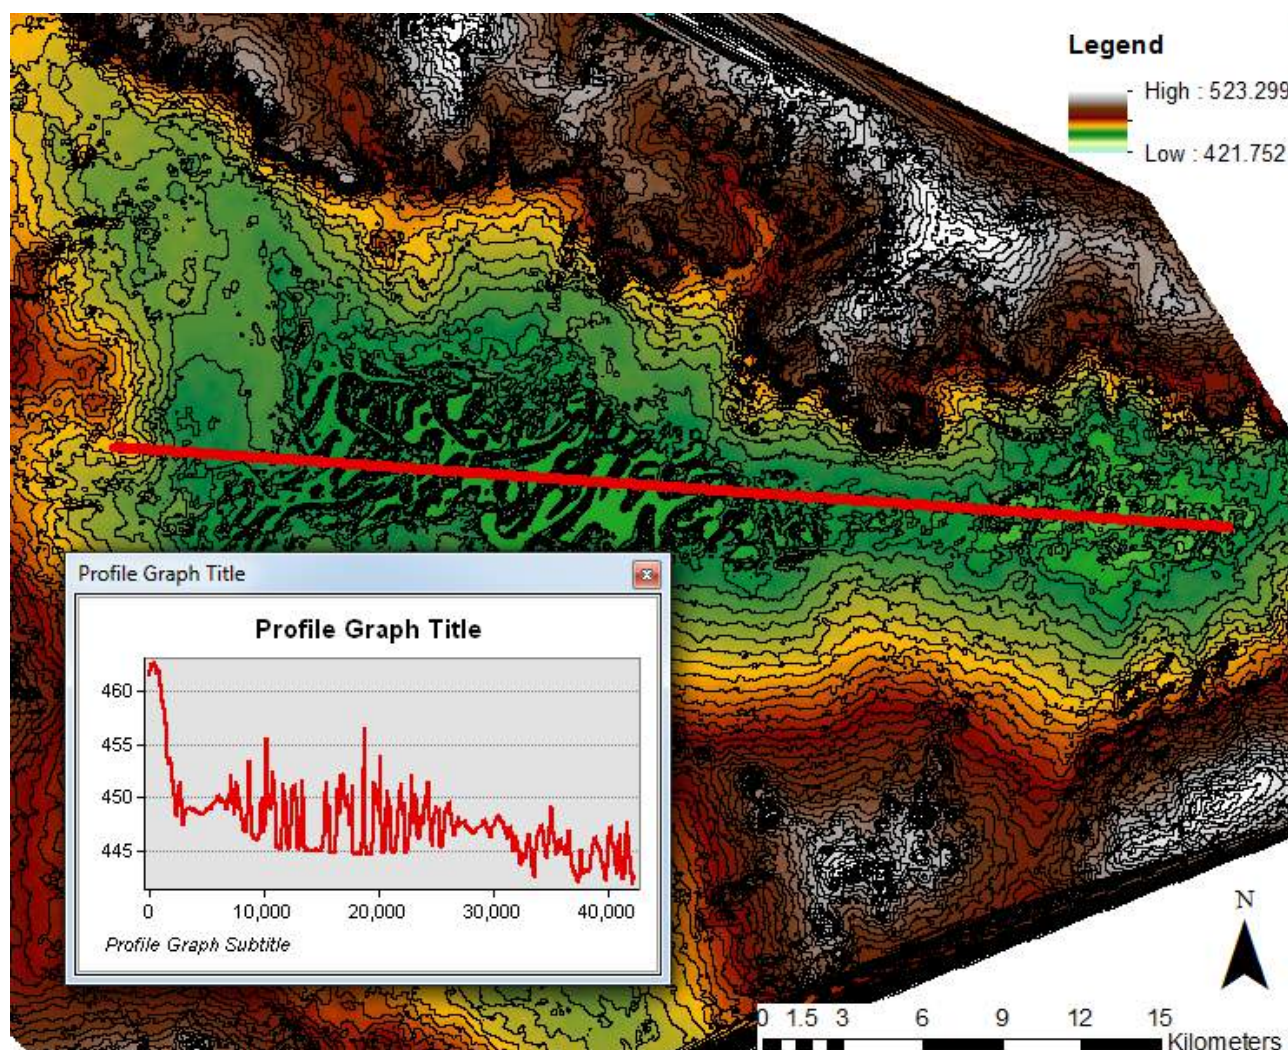 Legend
High : 523.299
Low : 421.752
Profile Graph Title
Profile Graph Title
460
455
450
445
0 10,000 20,000 30,000 40,000
Profile Graph Subtitle
N
0 1.5 3 6 9 12 15
Kilometers